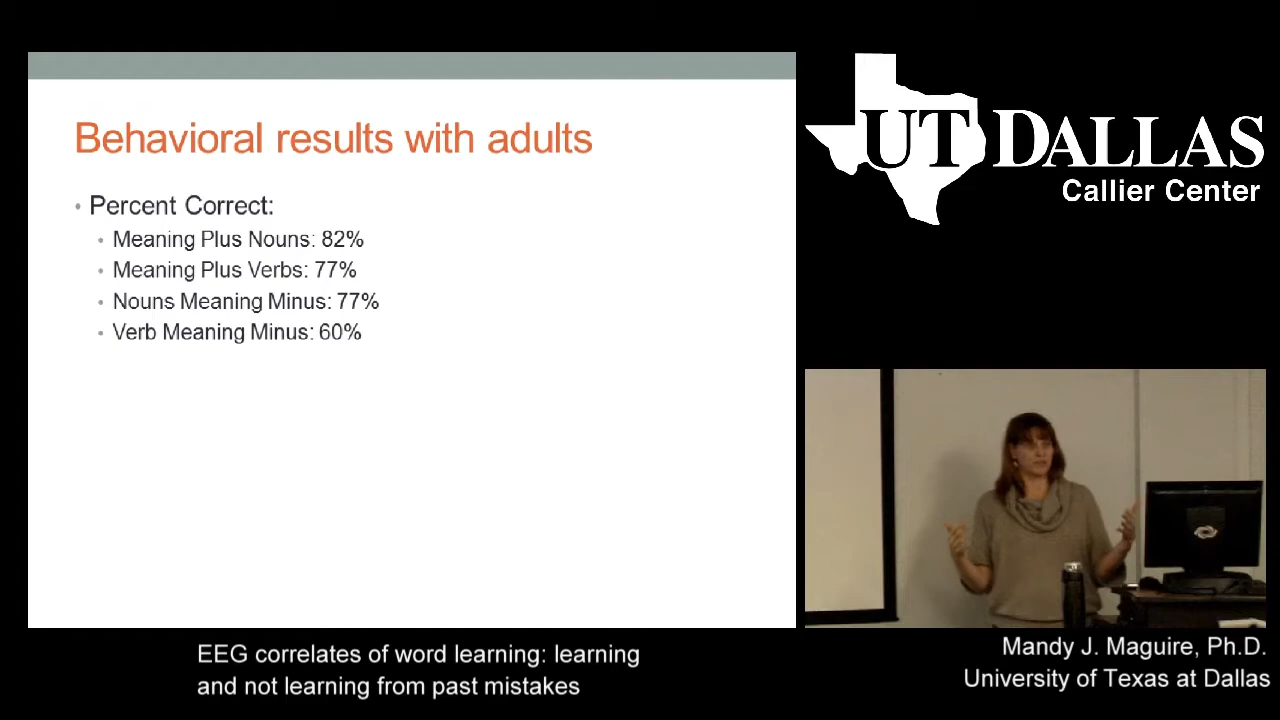 Behavioral results with adults
• Percent Correct:
• Meaning Plus Nouns: 82%
• Meaning Plus Verbs: 77%
• Nouns Meaning Minus: 77%
• Verb Meaning Minus: 60%
UT DALLAS
Callier Center
EEG correlates of word learning: learning
and not learning from past mistakes
Mandy J. Maguire, Ph.D.
University of Texas at Dallas